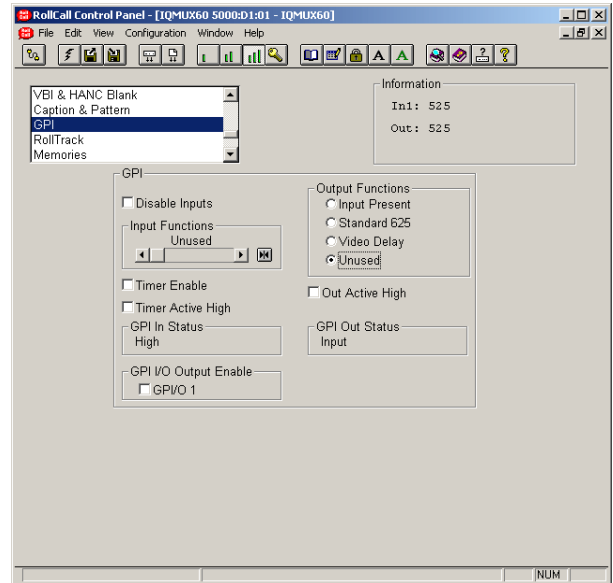 RollCall Control Panel - [IQMUX60 5000:D1:01 - IQMUX60]
File Edit View Configuration Window Help
VBI & HANC Blank
Caption & Pattern
GPI
RollTrack
Memories
Information
In1: 525
Out: 525
GPI
Disable Inputs
Input Functions
Unused
Timer Enable
Timer Active High
GPI In Status
High
GPI I/O Output Enable
GPI/O 1
Output Functions
Input Present
Standard 625
Video Delay
Unused
Out Active High
GPI Out Status
Input
NUM